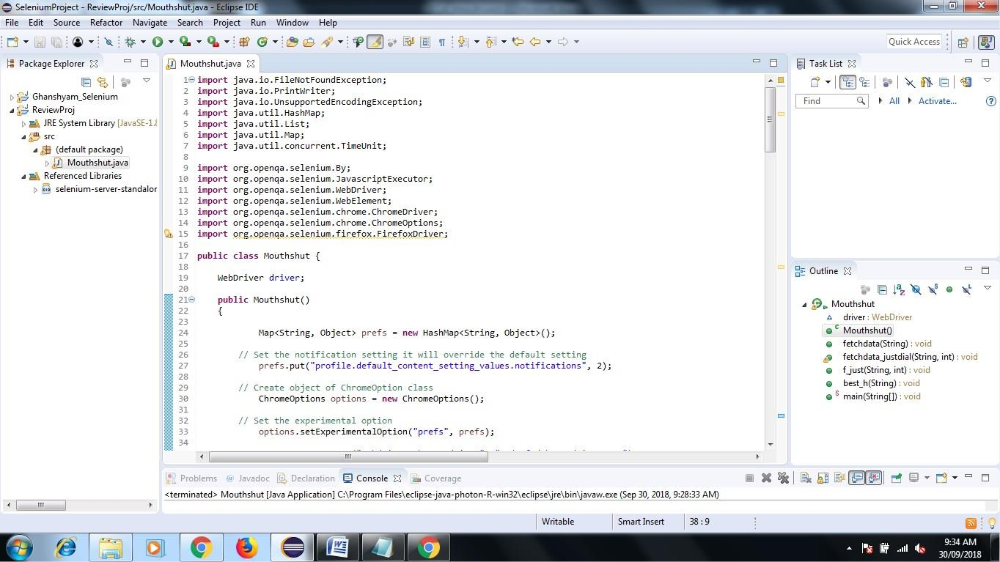 SeleniumProject - ReviewProj/src/Mouthshut.java - Eclipse IDE
File Edit Source Refactor Navigate Search Project Run Window Help
Quick Access
Package Explorer
Ghanshyam_Selenium
ReviewProj
JRE System Library [JavaSE-1.8
src
(default package)
Mouthshut.java
Referenced Libraries
selenium-server-standalor
Mouthshut.java
1 import java.io.FileNotFoundException;
2 import java.io.PrintWriter;
3 import java.io.UnsupportedEncodingException;
4 import java.util.HashMap;
5 import java.util.List;
6 import java.util.Map;
7 import java.util.concurrent.TimeUnit;
8
9 import org.openqa.selenium.By;
10 import org.openqa.selenium.JavascriptExecutor;
11 import org.openqa.selenium.WebDriver;
12 import org.openqa.selenium.WebElement;
13 import org.openqa.selenium.chrome.ChromeDriver;
14 import org.openqa.selenium.chrome.ChromeOptions;
15 import org.openqa.selenium.firefox.FirefoxDriver;
16
17 public class Mouthshut {
18
19 WebDriver driver;
20
21 public Mouthshut()
22 {
23
24 Map<String, Object> prefs = new HashMap<String, Object>();
25
26 // Set the notification setting it will override the default setting
27 prefs.put("profile.default_content_setting_values.notifications", 2);
28
29 // Create object of ChromeOption class
30 ChromeOptions options = new ChromeOptions();
31
32 // Set the experimental option
33 options.setExperimentalOption("prefs", prefs);
34
Task List
Find All Activate...
Outline
Mouthshut
driver : WebDriver
Mouthshut()
fetchdata(String) : void
fetchdata_justdial(String, int) : void
f_just(String, int) : void
best_h(String) : void
main(String[]) : void
Problems Javadoc Declaration Console Coverage
<terminated> Mouthshut [Java Application] C:\Program Files\eclipse-java-photon-R-win32\eclipse\jre\bin\javaw.exe (Sep 30, 2018, 9:28:33 AM)
Writable Smart Insert 38 : 9
9:34 AM
30/09/2018